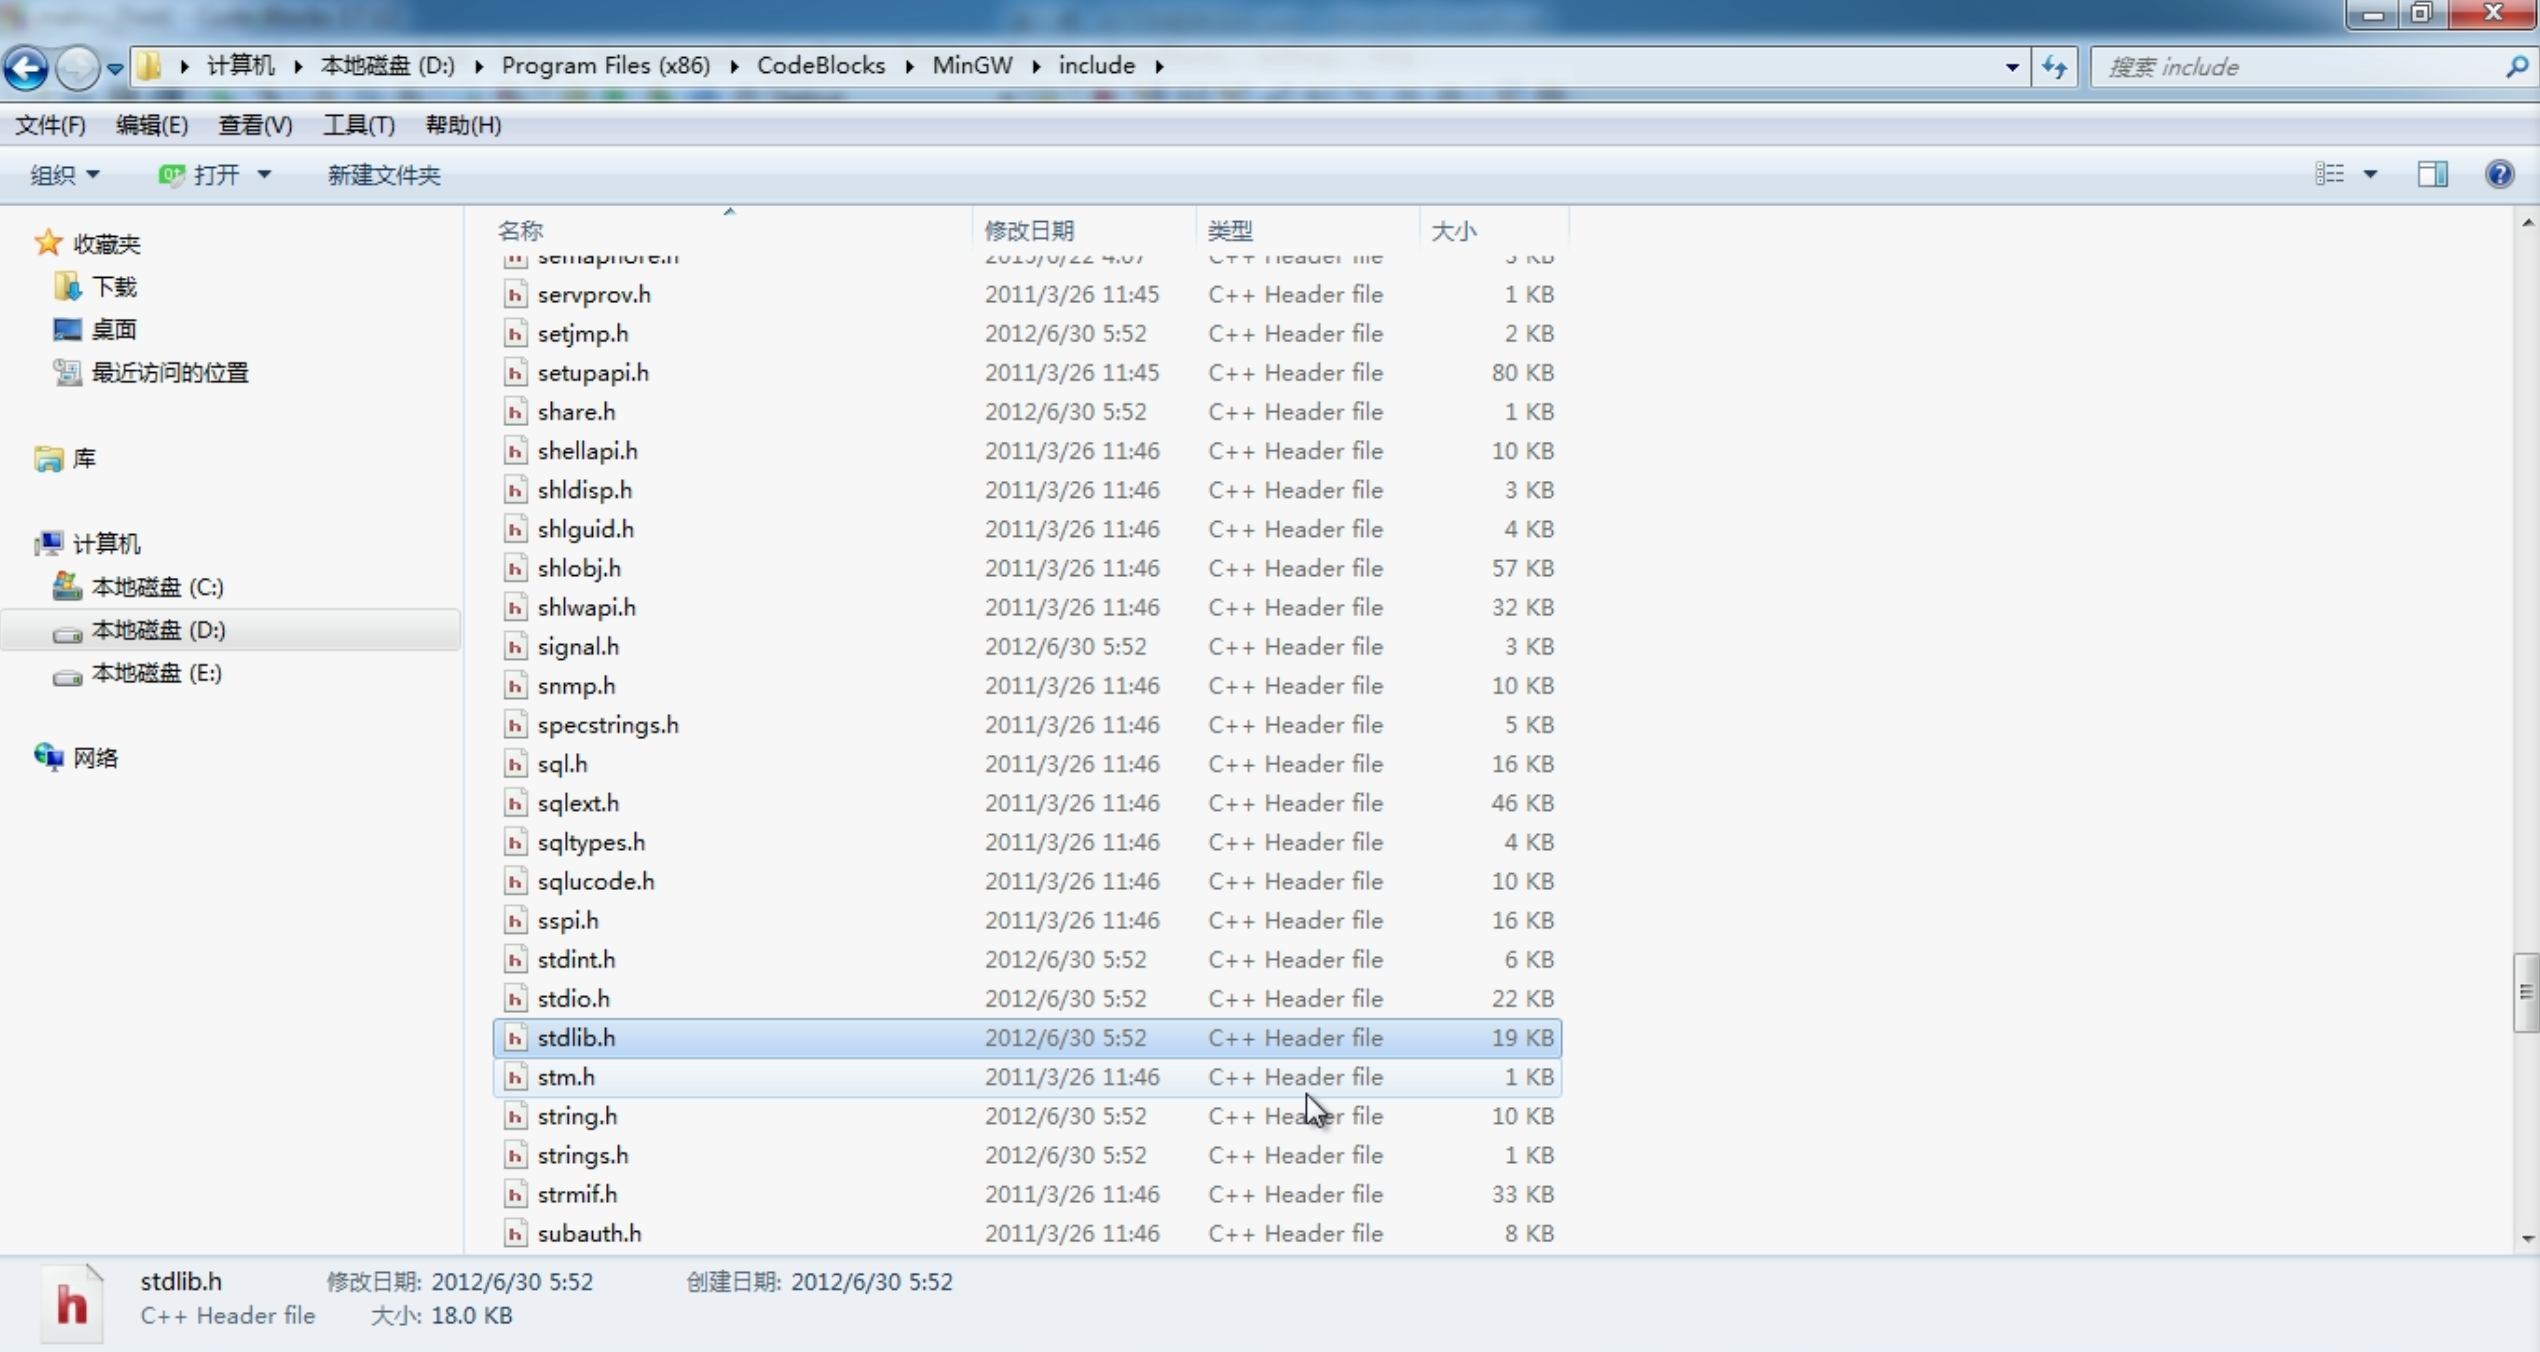 计算机 本地磁盘 (D:) Program Files (x86) CodeBlocks MinGW include
搜索 include
文件(F) 编辑(E) 查看(V) 工具(T) 帮助(H)
组织 打开 新建文件夹
收藏夹
下载
桌面
最近访问的位置
库
计算机
本地磁盘 (C:)
本地磁盘 (D:)
本地磁盘 (E:)
网络
名称 修改日期 类型 大小
semaphore.h 2015/6/22 4:07 C++ Header file 3 KB
servprov.h 2011/3/26 11:45 C++ Header file 1 KB
setjmp.h 2012/6/30 5:52 C++ Header file 2 KB
setupapi.h 2011/3/26 11:45 C++ Header file 80 KB
share.h 2012/6/30 5:52 C++ Header file 1 KB
shellapi.h 2011/3/26 11:46 C++ Header file 10 KB
shldisp.h 2011/3/26 11:46 C++ Header file 3 KB
shlguid.h 2011/3/26 11:46 C++ Header file 4 KB
shlobj.h 2011/3/26 11:46 C++ Header file 57 KB
shlwapi.h 2011/3/26 11:46 C++ Header file 32 KB
signal.h 2012/6/30 5:52 C++ Header file 3 KB
snmp.h 2011/3/26 11:46 C++ Header file 10 KB
specstrings.h 2011/3/26 11:46 C++ Header file 5 KB
sql.h 2011/3/26 11:46 C++ Header file 16 KB
sqlext.h 2011/3/26 11:46 C++ Header file 46 KB
sqltypes.h 2011/3/26 11:46 C++ Header file 4 KB
sqlucode.h 2011/3/26 11:46 C++ Header file 10 KB
sspi.h 2011/3/26 11:46 C++ Header file 16 KB
stdint.h 2012/6/30 5:52 C++ Header file 6 KB
stdio.h 2012/6/30 5:52 C++ Header file 22 KB
stdlib.h 2012/6/30 5:52 C++ Header file 19 KB
stm.h 2011/3/26 11:46 C++ Header file 1 KB
string.h 2012/6/30 5:52 C++ Header file 10 KB
strings.h 2012/6/30 5:52 C++ Header file 1 KB
strmif.h 2011/3/26 11:46 C++ Header file 33 KB
subauth.h 2011/3/26 11:46 C++ Header file 8 KB
stdlib.h 修改日期: 2012/6/30 5:52 创建日期: 2012/6/30 5:52
C++ Header file 大小: 18.0 KB